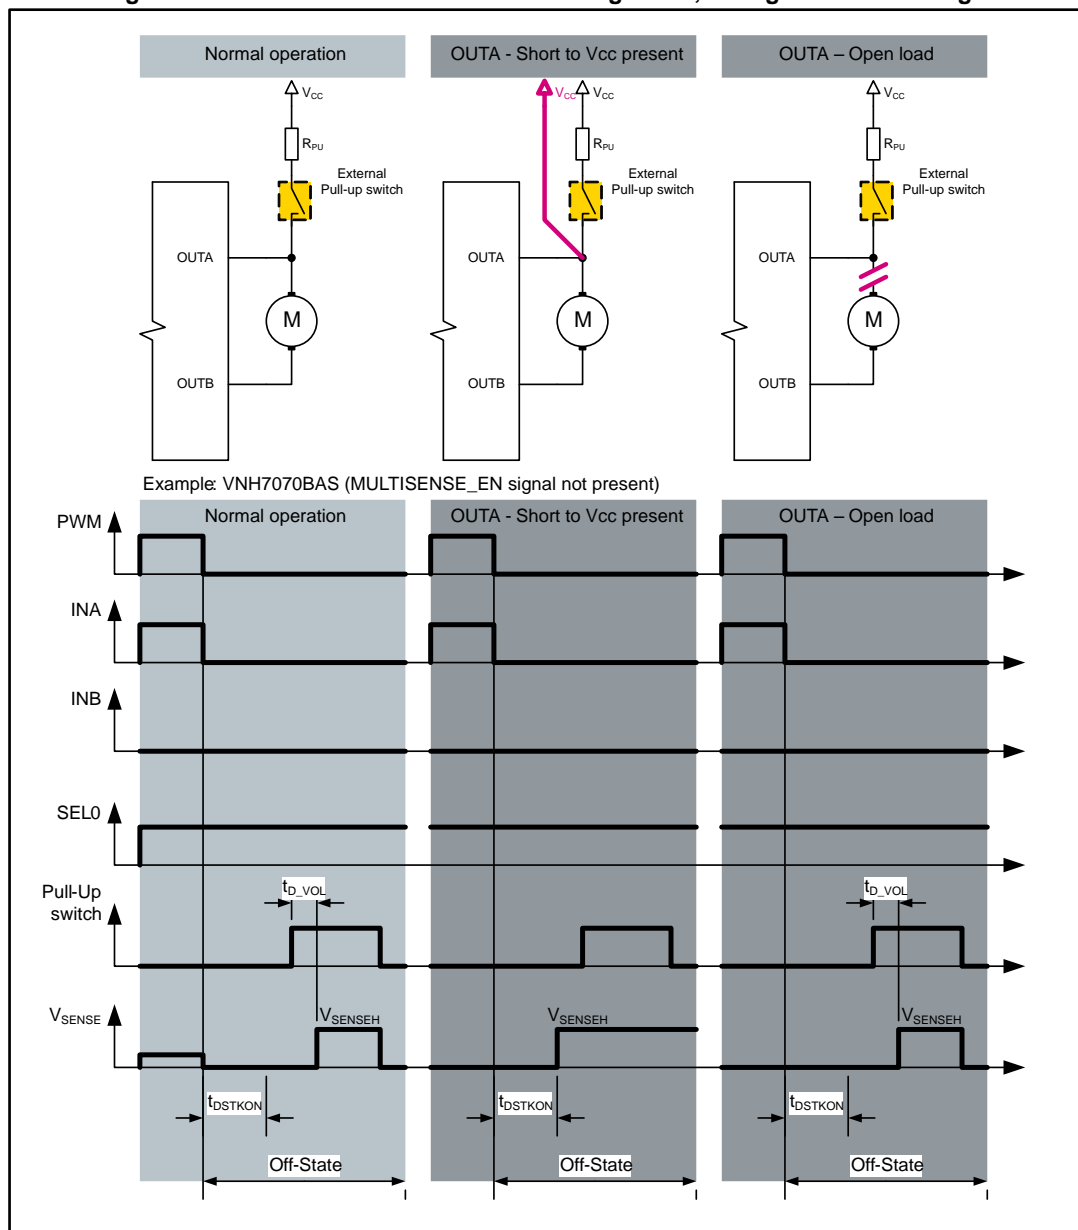 Normal operation
OUTA - Short to Vcc present
OUTA – Open load
VCC
VCC
VCC
VCC
RPU
RPU
RPU
External
Pull-up switch
External
Pull-up switch
External
Pull-up switch
OUTA
OUTA
OUTA
M
M
M
OUTB
OUTB
OUTB
Example: VNH7070BAS (MULTISENSE_EN signal not present)
Normal operation
OUTA - Short to Vcc present
OUTA – Open load
PWM
INA
INB
SEL0
Pull-Up
switch
tD_VOL
tD_VOL
VSENSE
VSENSEH
VSENSEH
VSENSEH
tDSTKON
tDSTKON
tDSTKON
Off-State
Off-State
Off-State